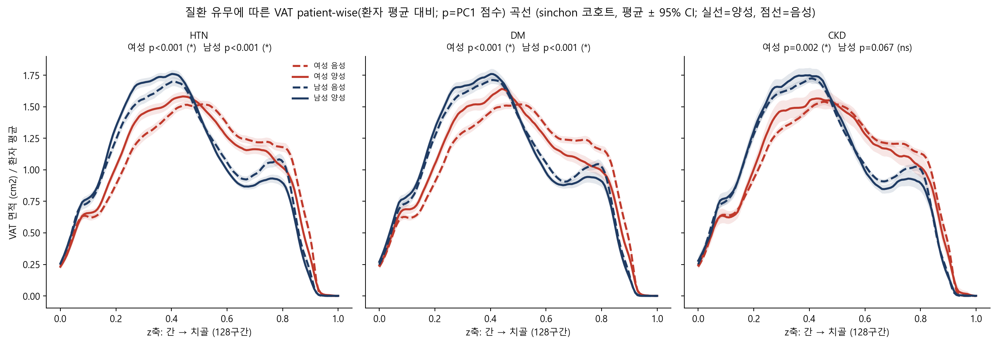 질환 유무에 따른 VAT patient-wise(환자 평균 대비; p=PC1 점수) 곡선 (sinchon 코호트, 평균 ± 95% CI; 실선=양성, 점선=음성)
HTN
여성 p<0.001 (*) 남성 p<0.001 (*)
DM
여성 p<0.001 (*) 남성 p<0.001 (*)
CKD
여성 p=0.002 (*) 남성 p=0.067 (ns)
여성 음성
여성 양성
남성 음성
남성 양성
VAT 면적 (cm2) / 환자 평균
1.75
1.50
1.25
1.00
0.75
0.50
0.25
0.00
0.0 0.2 0.4 0.6 0.8 1.0
z축: 간 → 치골 (128구간)
0.0 0.2 0.4 0.6 0.8 1.0
z축: 간 → 치골 (128구간)
0.0 0.2 0.4 0.6 0.8 1.0
z축: 간 → 치골 (128구간)